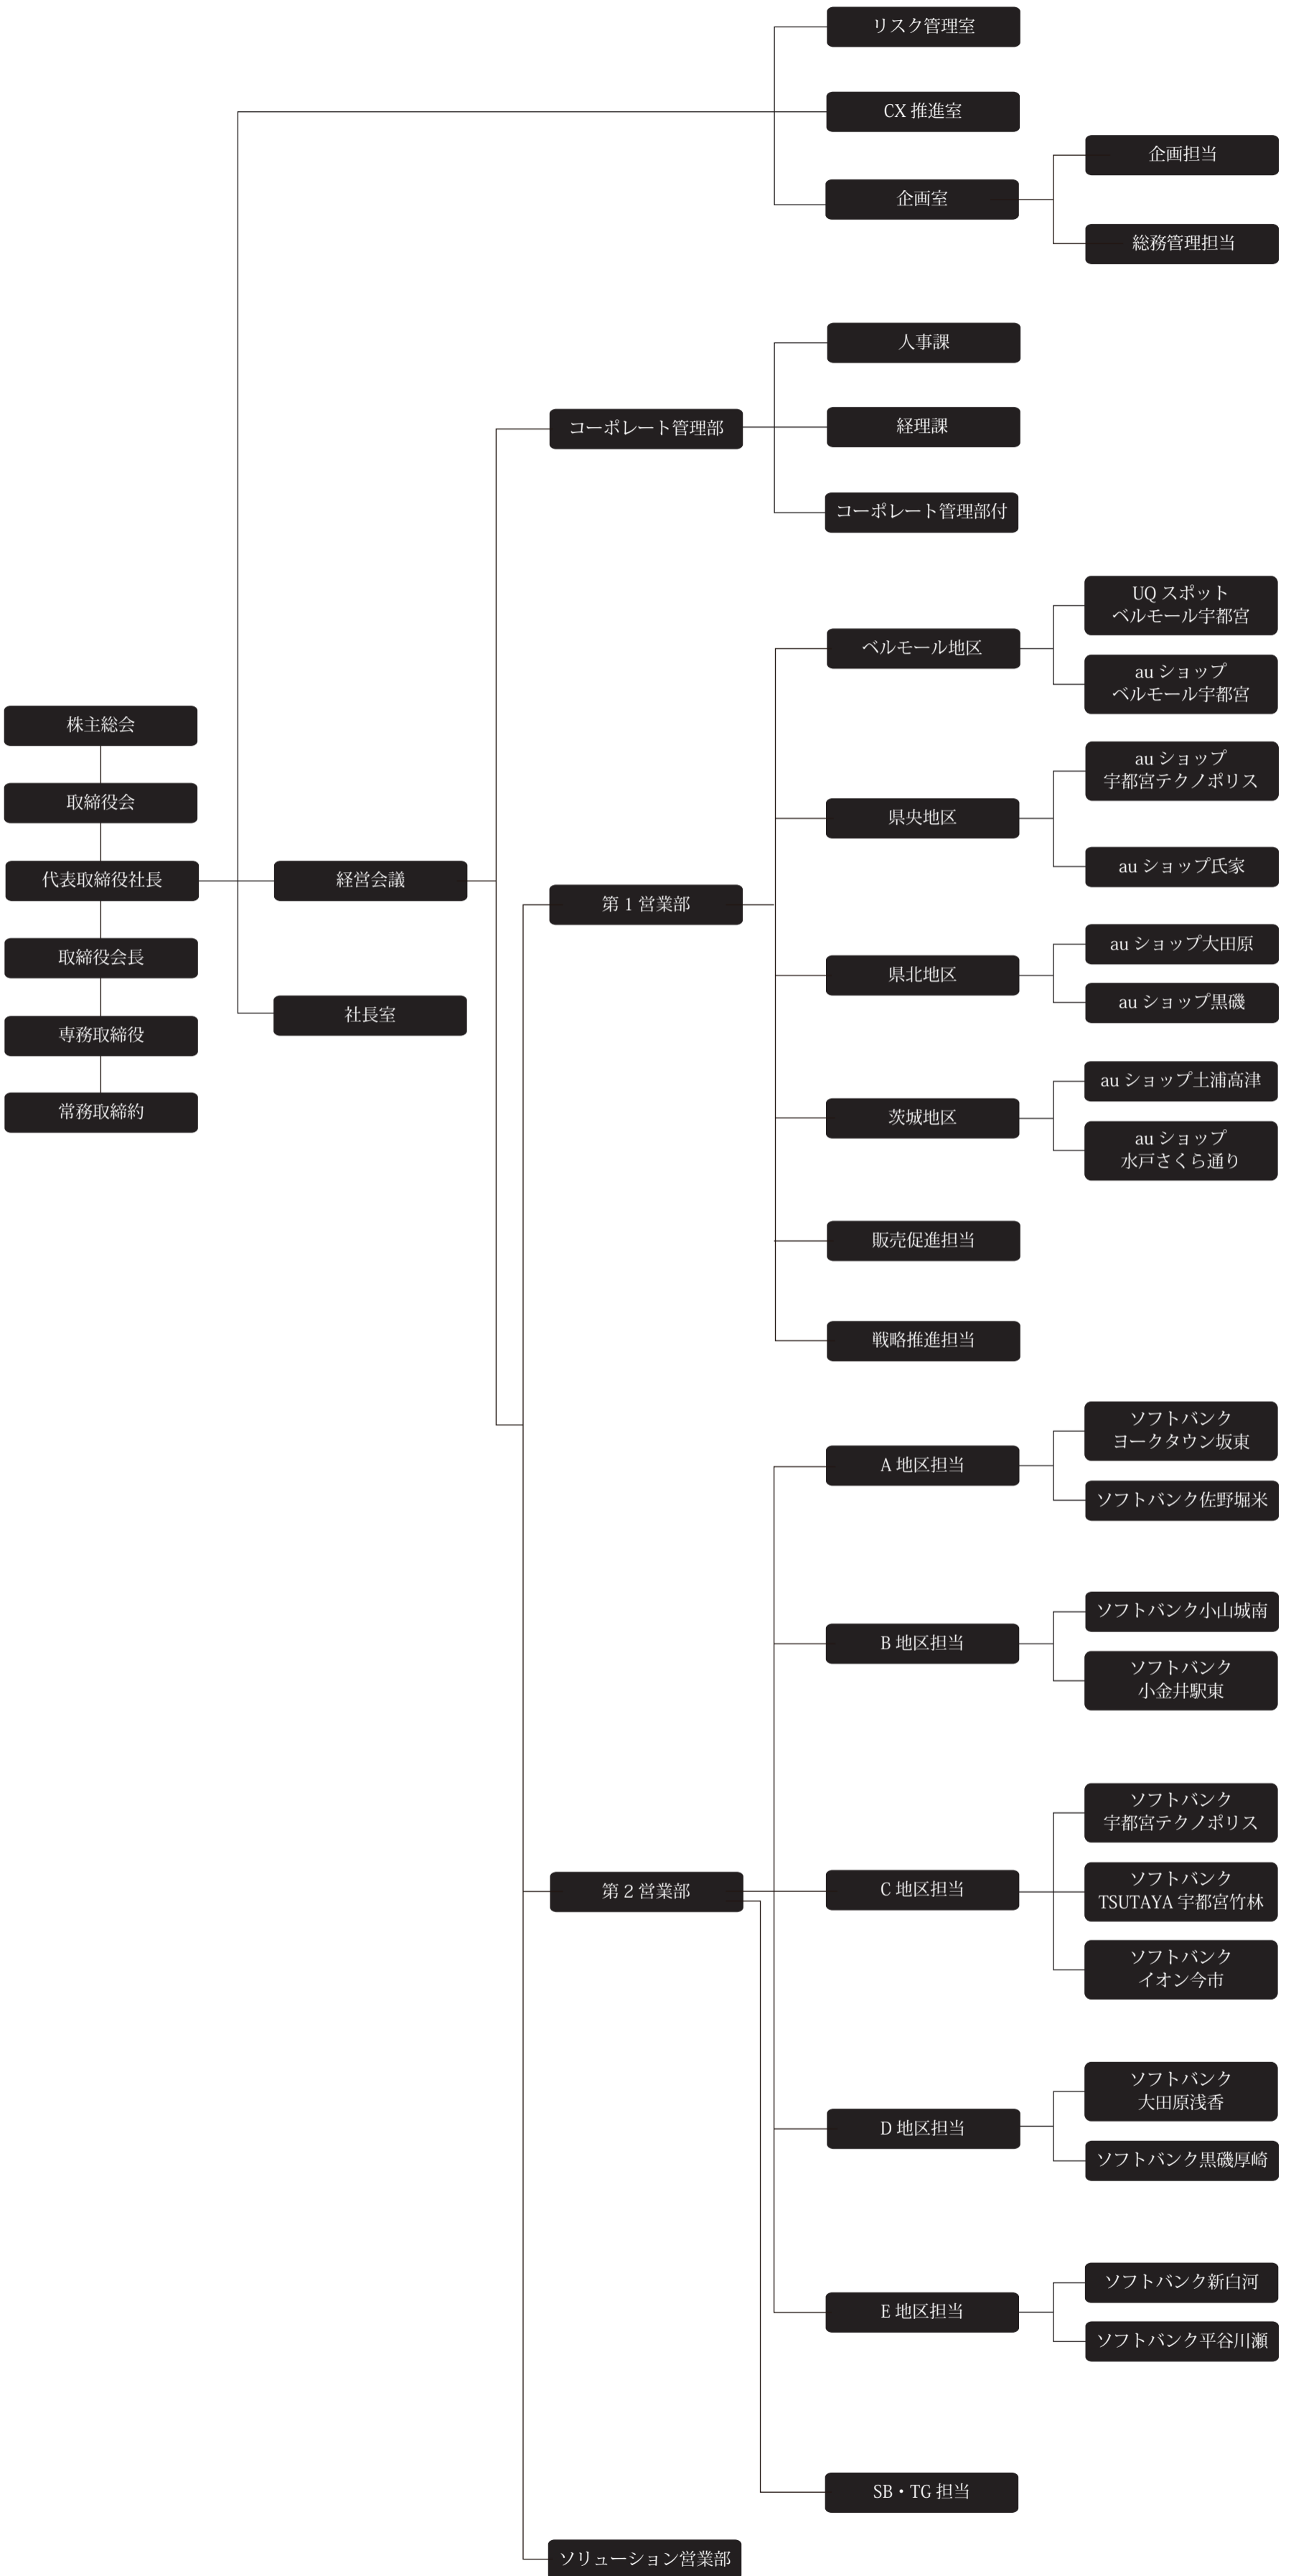 リスク管理室
CX 推進室
企画室
企画担当
総務管理担当
人事課
コーポレート管理部
経理課
コーポレート管理部付
株主総会
取締役会
代表取締役社長
取締役会長
専務取締役
常務取締約
経営会議
社長室
第 1 営業部
ベルモール地区
UQ スポット
ベルモール宇都宮
au ショップ
ベルモール宇都宮
県央地区
au ショップ
宇都宮テクノポリス
au ショップ氏家
県北地区
au ショップ大田原
au ショップ黒磯
茨城地区
au ショップ土浦高津
au ショップ
水戸さくら通り
販売促進担当
戦略推進担当
第 2 営業部
A 地区担当
ソフトバンク
ヨークタウン坂東
ソフトバンク佐野堀米
B 地区担当
ソフトバンク小山城南
ソフトバンク
小金井駅東
C 地区担当
ソフトバンク
宇都宮テクノポリス
ソフトバンク
TSUTAYA 宇都宮竹林
ソフトバンク
イオン今市
D 地区担当
ソフトバンク
大田原浅香
ソフトバンク黒磯厚崎
E 地区担当
ソフトバンク新白河
ソフトバンク平谷川瀬
SB・TG 担当
ソリューション営業部